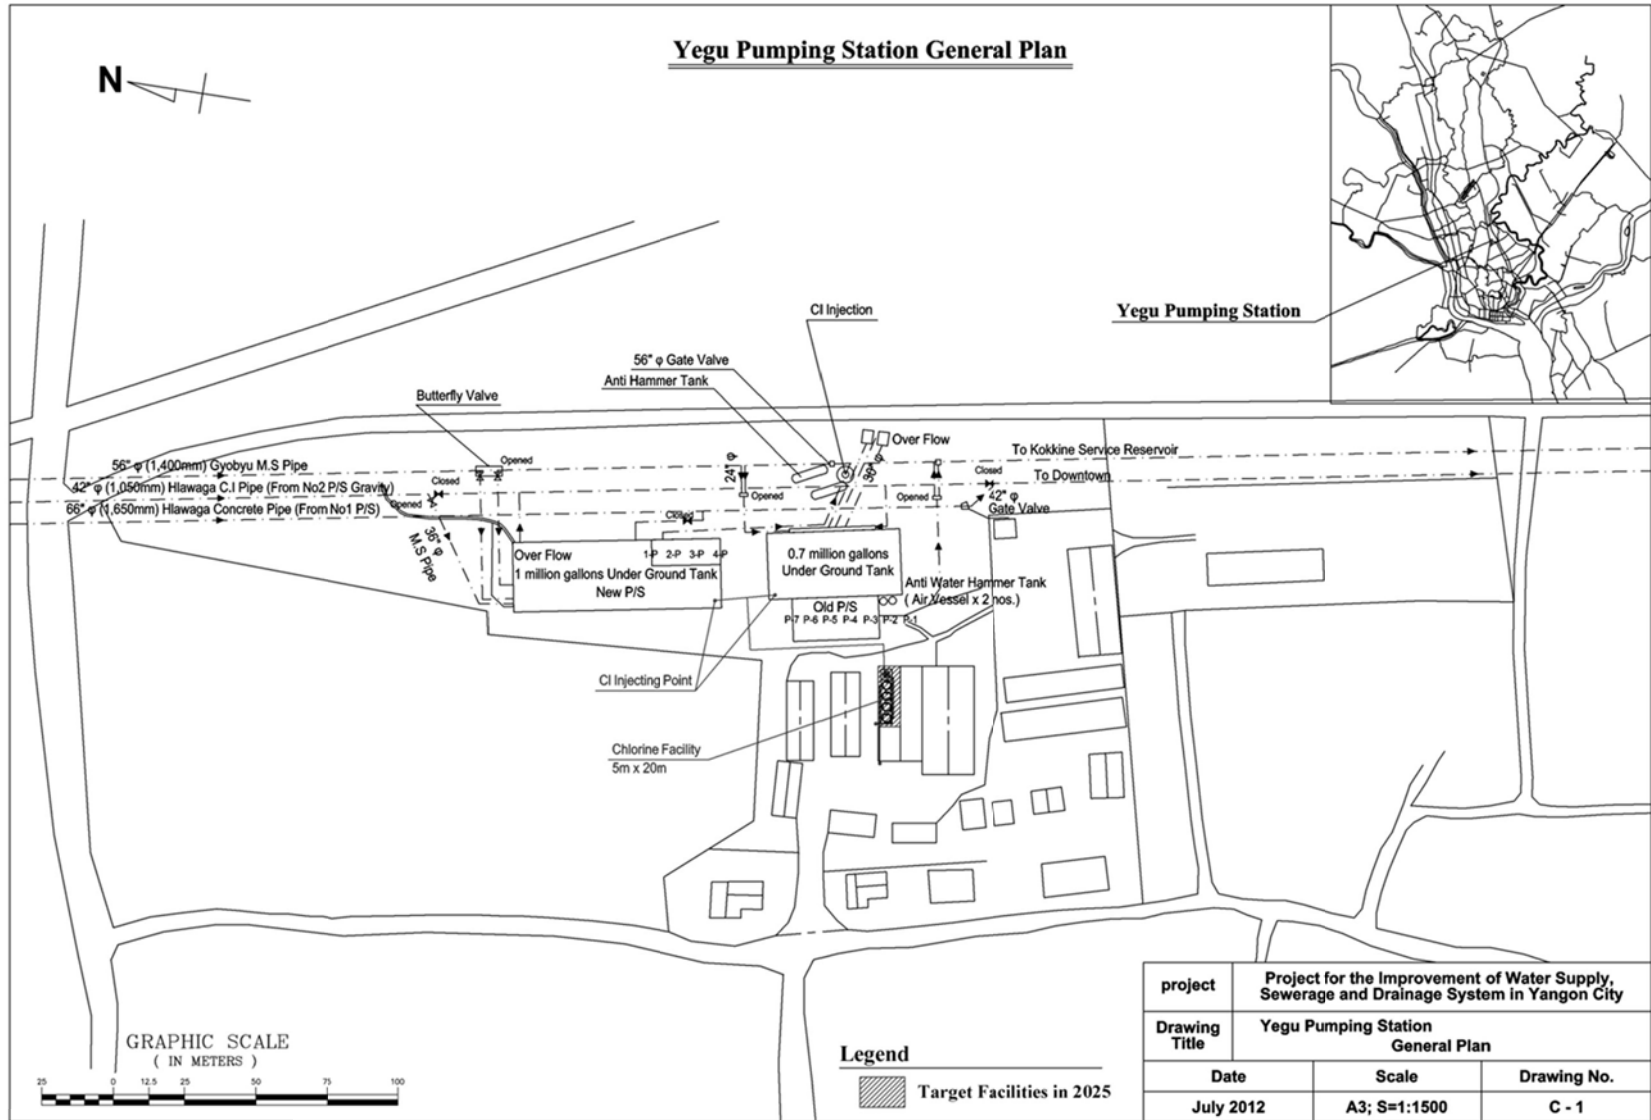 Yegu Pumping Station General Plan
N
Yegu Pumping Station
Cl Injection
56" φ Gate Valve
Anti Hammer Tank
Butterfly Valve
Over Flow
Opened
56" φ (1,400mm) Gyobyu M.S Pipe
To Kokkine Service Reservoir
24" φ
30" φ
Closed
Closed
To Downtown
42" φ (1,050mm) Hlawaga C.I Pipe (From No2 P/S Gravity)
Opened
Opened
Opened
42" φ
Gate Valve
66" φ (1,650mm) Hlawaga Concrete Pipe (From No1 P/S)
Closed
36" φ
M.S Pipe
Over Flow
1-P 2-P 3-P 4-P
1 million gallons Under Ground Tank
New P/S
0.7 million gallons
Under Ground Tank
Anti Water Hammer Tank
( Air Vessel x 2 nos.)
Old P/S
P-7 P-6 P-5 P-4 P-3 P-2 P-1
Cl Injecting Point
Chlorine Facility
5m x 20m
GRAPHIC SCALE
( IN METERS )
25 0 12.5 25 50 75 100
Legend
Target Facilities in 2025
project
Project for the Improvement of Water Supply,
Sewerage and Drainage System in Yangon City
Drawing
Title
Yegu Pumping Station
General Plan
Date Scale Drawing No.
July 2012 A3; S=1:1500 C - 1